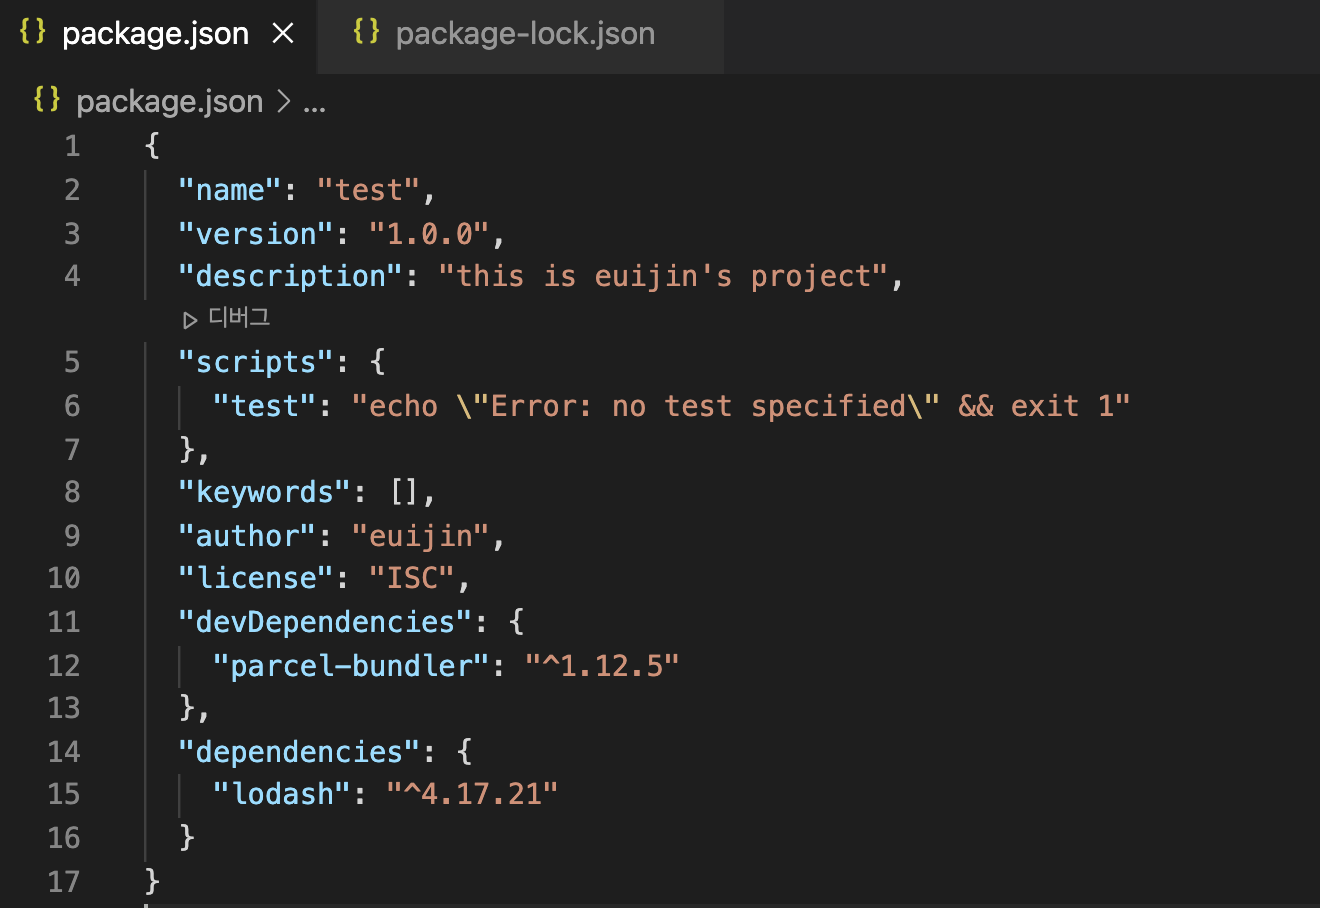 {} package.json × {} package-lock.json
{} package.json > ...
1 {
2   "name": "test",
3   "version": "1.0.0",
4   "description": "this is euijin's project",
▷ 디버그
5   "scripts": {
6     "test": "echo \"Error: no test specified\" && exit 1"
7   },
8   "keywords": [],
9   "author": "euijin",
10   "license": "ISC",
11   "devDependencies": {
12     "parcel-bundler": "^1.12.5"
13   },
14   "dependencies": {
15     "lodash": "^4.17.21"
16   }
17 }